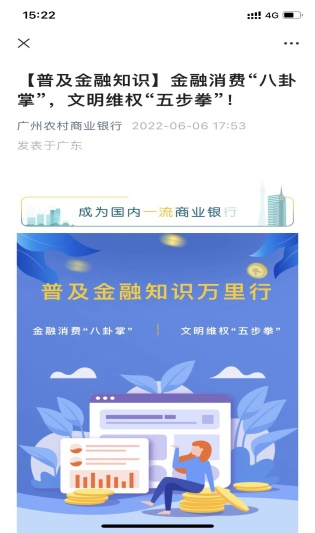 15:22
4G
【普及金融知识】金融消费“八卦
掌”，文明维权“五步拳”！
广州农村商业银行 2022-06-06 17:53
发表于广东
成为国内一流商业银行
普及金融知识万里行
金融消费“八卦掌” 文明维权“五步拳”